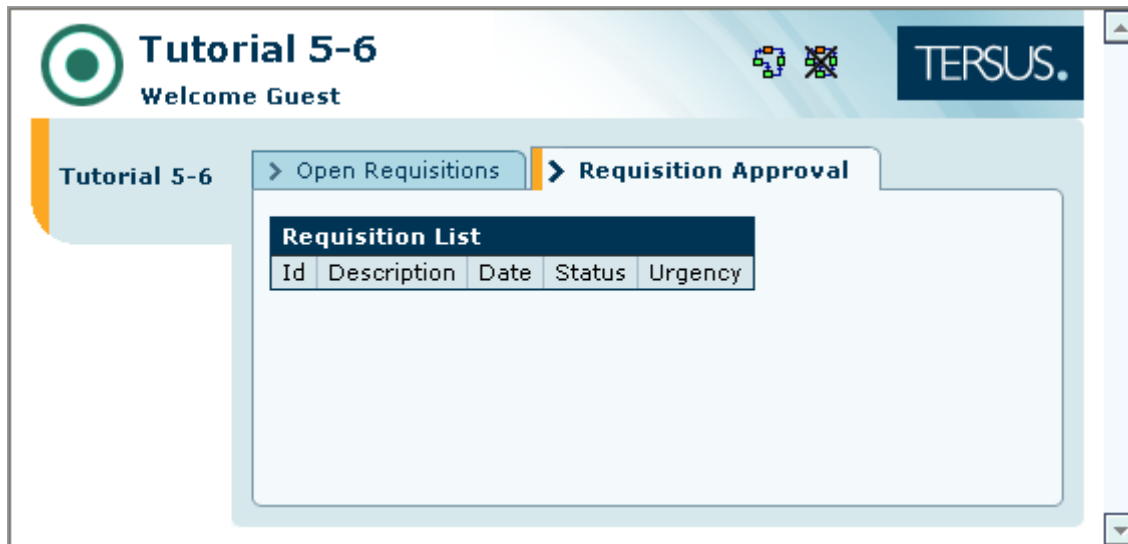 Tutorial 5-6
Welcome Guest
TERSUS.
Tutorial 5-6
Open Requisitions
Requisition Approval
Requisition List
Id Description Date Status Urgency